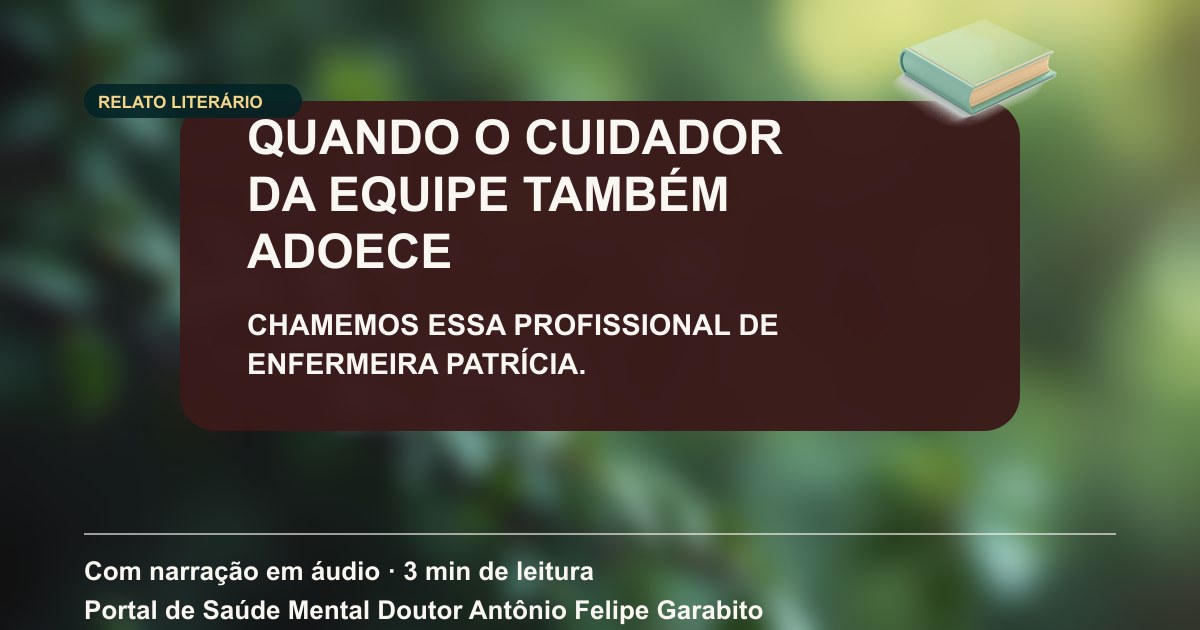 RELATO LITERÁRIO
QUANDO O CUIDADOR
DA EQUIPE TAMBÉM
ADOECE
CHAMEMOS ESSA PROFISSIONAL DE
ENFERMEIRA PATRÍCIA.
Com narração em áudio · 3 min de leitura
Portal de Saúde Mental Doutor Antônio Felipe Garabito